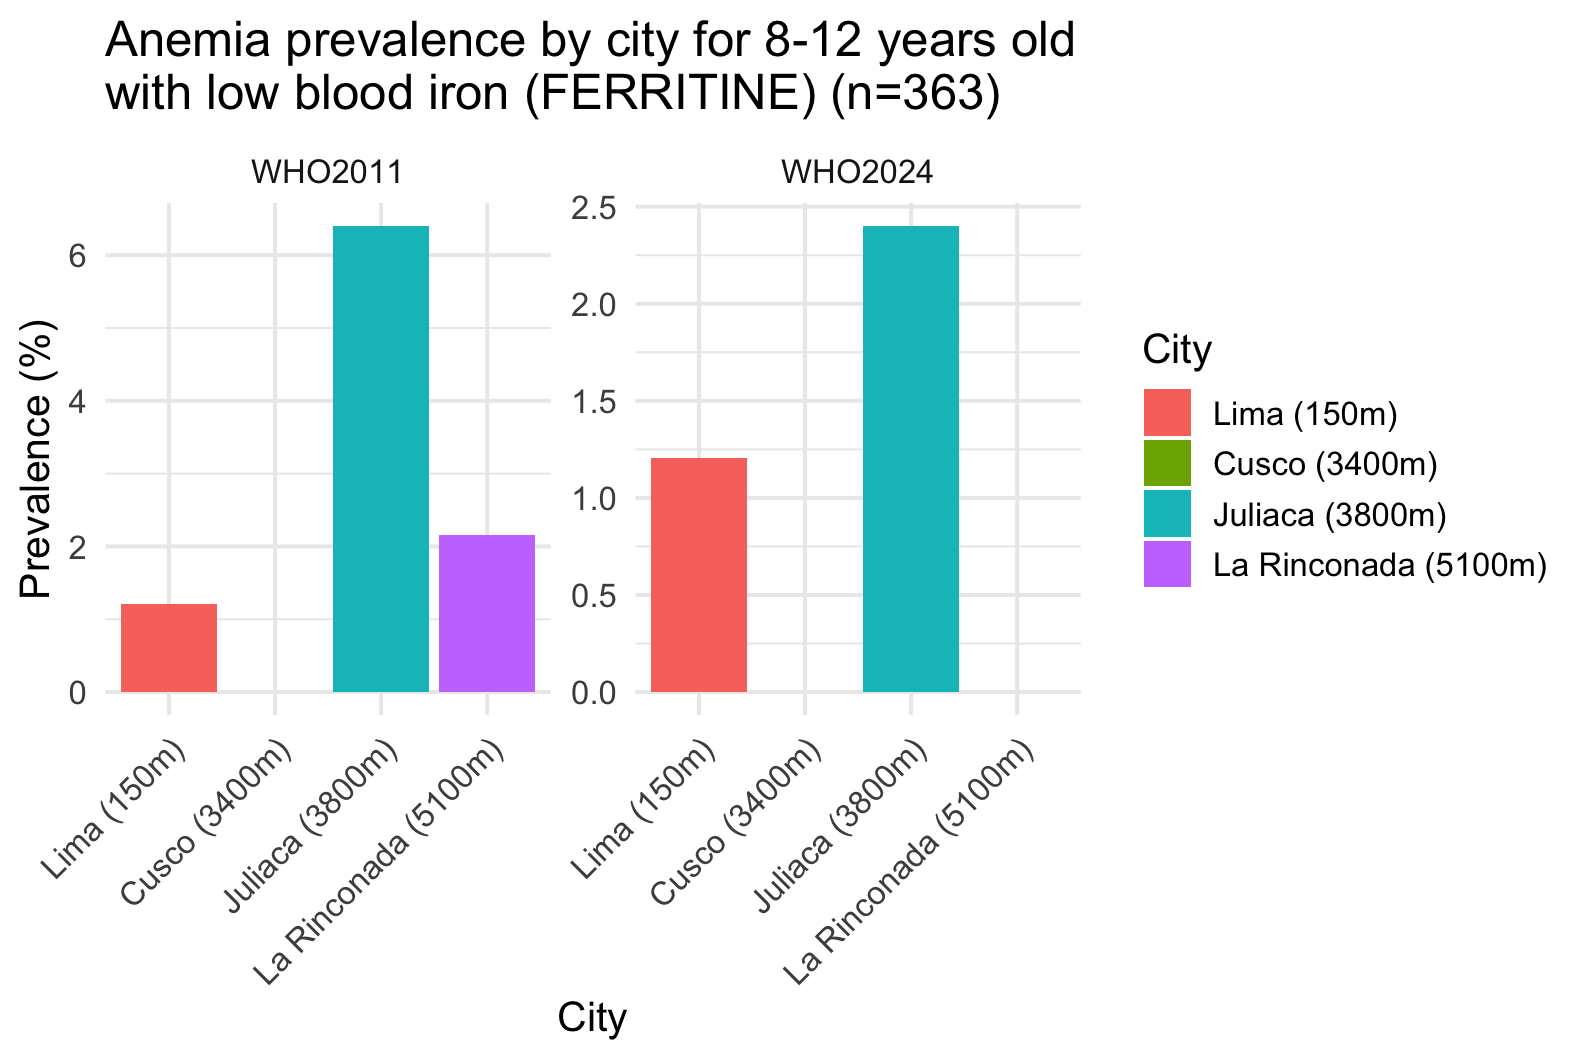 Anemia prevalence by city for 8-12 years old
with low blood iron (FERRITINE) (n=363)
WHO2011
WHO2024
Prevalence (%)
6
4
2
0
2.5
2.0
1.5
1.0
0.5
0.0
Lima (150m)
Cusco (3400m)
Juliaca (3800m)
La Rinconada (5100m)
Lima (150m)
Cusco (3400m)
Juliaca (3800m)
La Rinconada (5100m)
City
City
Lima (150m)
Cusco (3400m)
Juliaca (3800m)
La Rinconada (5100m)